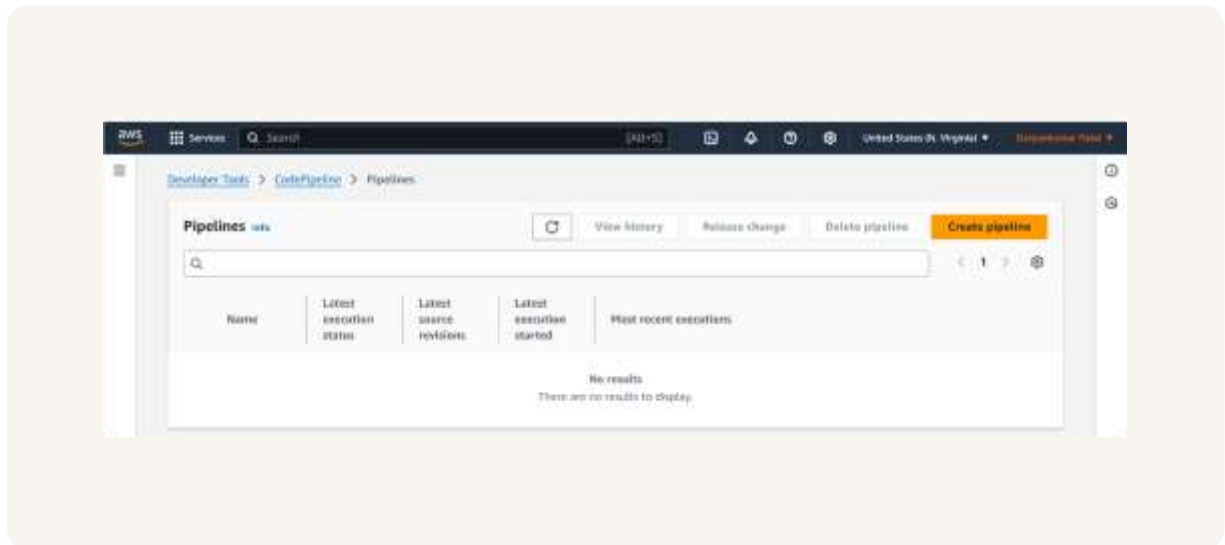 aws
Services
Search
[Alt+S]
United States (N. Virginia)
Developer Tools > CodePipeline > Pipelines
Pipelines Info
View history
Release change
Delete pipeline
Create pipeline
< 1 >
Name
Latest execution status
Latest source revisions
Latest execution started
Most recent executions
No results
There are no results to display.